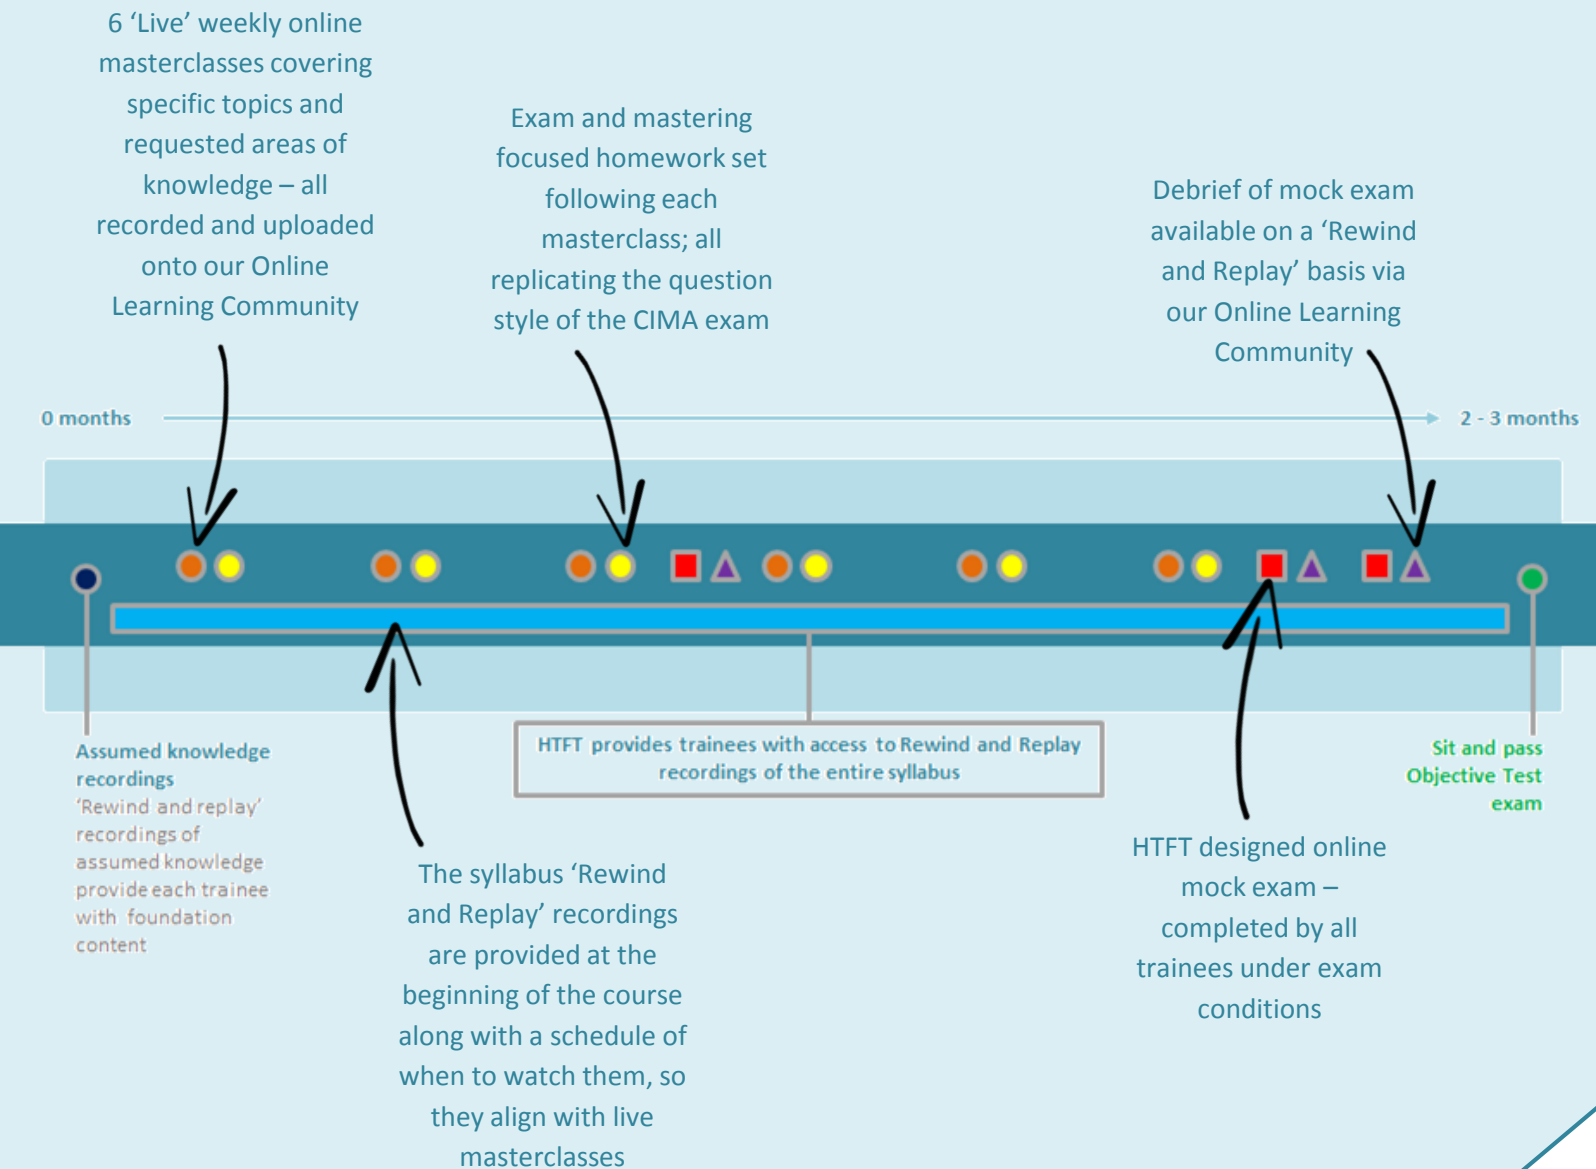 6 ‘Live’ weekly online
masterclasses covering
specific topics and
requested areas of
knowledge – all
recorded and uploaded
onto our Online
Learning Community
Exam and mastering
focused homework set
following each
masterclass; all
replicating the question
style of the CIMA exam
Debrief of mock exam
available on a ‘Rewind
and Replay’ basis via
our Online Learning
Community
0 months
2 - 3 months
Assumed knowledge
recordings
‘Rewind and replay’
recordings of
assumed knowledge
provide each trainee
with foundation
content
HTFT provides trainees with access to Rewind and Replay
recordings of the entire syllabus
Sit and pass
Objective Test
exam
The syllabus ‘Rewind
and Replay’ recordings
are provided at the
beginning of the course
along with a schedule of
when to watch them, so
they align with live
masterclasses
HTFT designed online
mock exam –
completed by all
trainees under exam
conditions